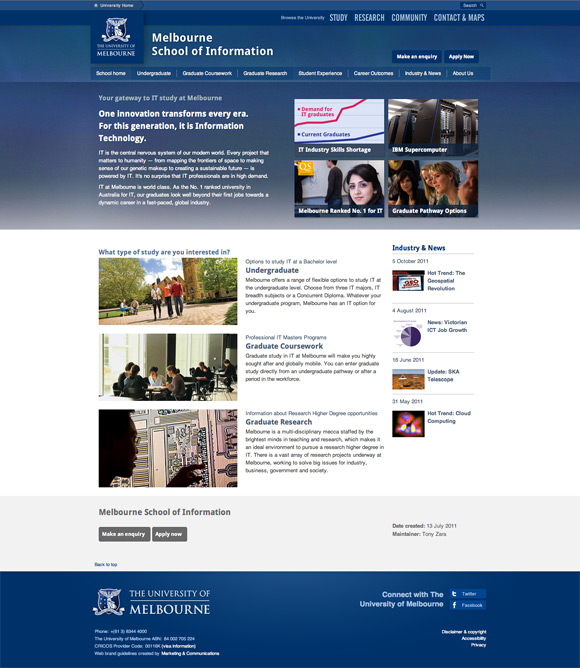 University Home
Search
THE UNIVERSITY OF
MELBOURNE
Browse the University STUDY RESEARCH COMMUNITY CONTACT & MAPS
Melbourne
School of Information
Make an enquiry Apply Now
School home Undergraduate Graduate Coursework Graduate Research Student Experience Career Outcomes Industry & News About Us
Your gateway to IT study at Melbourne
One innovation transforms every era.
For this generation, it is Information
Technology.
IT is the central nervous system of our modern world. Every project that
matters to humanity — from mapping the frontiers of space to making
sense of our genetic makeup to creating a sustainable future — is
powered by IT. It's no surprise that IT professionals are in high demand.
IT at Melbourne is world class. As the No. 1 ranked university in
Australia for IT, our graduates look well beyond their first jobs towards a
dynamic career in a fast-paced, global industry.
Demand for
IT graduates
Current Graduates
IT Industry Skills Shortage
IBM Supercomputer
QS
Melbourne Ranked No. 1 for IT
Graduate Pathway Options
What type of study are you interested in?
Options to study IT at a Bachelor level
Undergraduate
Melbourne offers a range of flexible options to study IT at
the undergraduate level. Choose from three IT majors, IT
breadth subjects or a Concurrent Diploma. Whatever your
undergraduate program, Melbourne has an IT option for
you.
Professional IT Masters Programs
Graduate Coursework
Graduate study in IT at Melbourne will make you highly
sought after and globally mobile. You can enter graduate
study directly from an undergraduate pathway or after a
period in the workforce.
Information about Research Higher Degree opportunities
Graduate Research
Melbourne is a multi-disciplinary mecca staffed by the
brightest minds in teaching and research, which makes it
an ideal environment to pursue a research higher degree in
IT. There is a vast array of research projects underway at
Melbourne, working to solve big issues for industry,
business, government and society.
Industry & News
5 October 2011
Hot Trend: The
Geospatial
Revolution
4 August 2011
News: Victorian
ICT Job Growth
16 June 2011
Update: SKA
Telescope
31 May 2011
Hot Trend: Cloud
Computing
Melbourne School of Information
Make an enquiry Apply now
Date created: 13 July 2011
Maintainer: Tony Zara
Back to top
THE UNIVERSITY OF
MELBOURNE
Connect with The
University of Melbourne
Twitter
Facebook
Phone: +(61 3) 8344 4000
The University of Melbourne ABN: 84 002 705 224
CRICOS Provider Code: 00116K (visa information)
Web brand guidelines created by Marketing & Communications
Disclaimer & copyright
Accessibility
Privacy